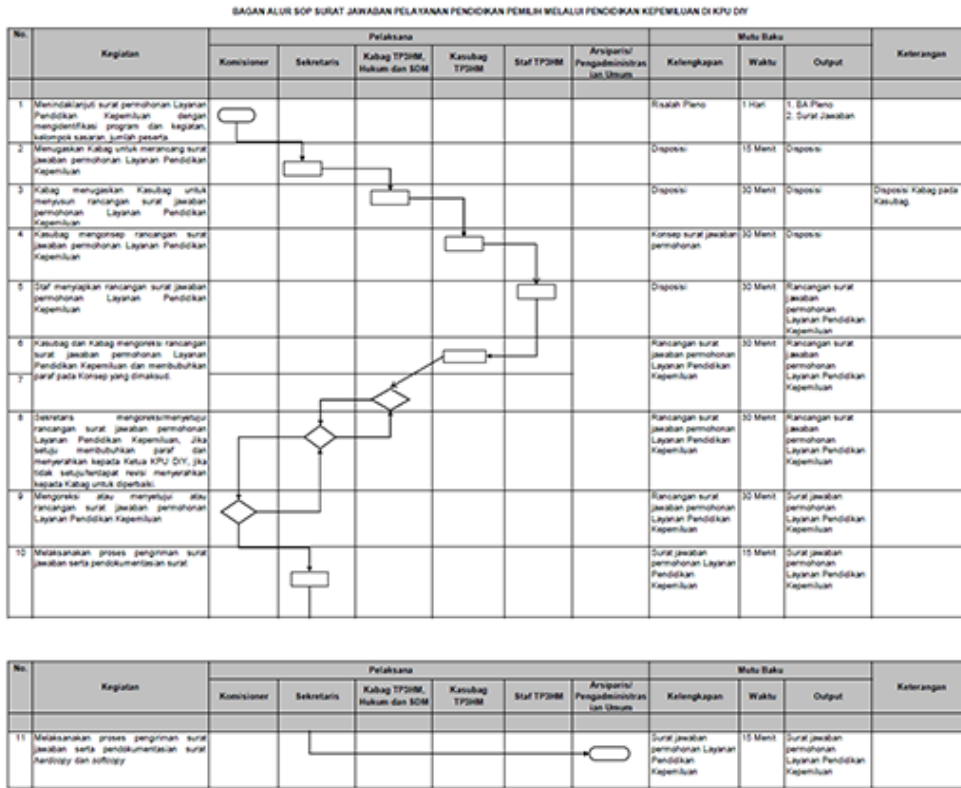 BAGAN ALUR SOP SURAT JAWABAN PELAYANAN PENDIDIKAN PEMILIH MELALUI PENDIDIKAN KEPEMILUAN DI KPU DIY
No.
Kegiatan
Pelaksana
Mutu Baku
Keterangan
Komisioner
Sekretaris
Kabag TP3HM,
Hukum dan SDM
Kasubag
TP3HM
Staf TP3HM
Arsiparis/
Pengadministras
ian Umum
Kelengkapan
Waktu
Output
1
Menindaklanjuti surat permohonan Layanan
Pendidikan Kepemiluan dengan
mengidentifikasi program dan kegiatan,
kelompok sasaran, jumlah peserta.
Risalah Pleno
1 Hari
1. BA Pleno
2. Surat Jawaban
2
Menugaskan Kabag untuk merancang surat
jawaban permohonan Layanan Pendidikan
Kepemiluan
Disposisi
15 Menit
Disposisi
3
Kabag menugaskan Kasubag untuk
menyusun rancangan surat jawaban
permohonan Layanan Pendidikan
Kepemiluan
Disposisi
30 Menit
Disposisi
Disposisi Kabag pada
Kasubag.
4
Kasubag mengonsep rancangan surat
jawaban permohonan Layanan Pendidikan
Kepemiluan
Konsep surat jawaban
permohonan
30 Menit
Disposisi
5
Staf menyiapkan rancangan surat jawaban
permohonan Layanan Pendidikan
Kepemiluan
Disposisi
30 Menit
Rancangan surat
jawaban
permohonan
Layanan Pendidikan
Kepemiluan
6
Kasubag dan Kabag mengoreksi rancangan
surat jawaban permohonan Layanan
Pendidikan Kepemiluan dan membubuhkan
paraf pada Konsep yang dimaksud.
7
Rancangan surat
jawaban permohonan
Layanan Pendidikan
Kepemiluan
30 Menit
Rancangan surat
jawaban
permohonan
Layanan Pendidikan
Kepemiluan
8
Sekretaris mengoreksi/menyetujui
rancangan surat jawaban permohonan
Layanan Pendidikan Kepemiluan, Jika
setuju membubuhkan paraf dan
menyerahkan kepada Ketua KPU DIY, jika
tidak setuju/terdapat revisi menyerahkan
kepada Kabag untuk diperbaiki.
Rancangan surat
jawaban permohonan
Layanan Pendidikan
Kepemiluan
30 Menit
Rancangan surat
jawaban
permohonan
Layanan Pendidikan
Kepemiluan
9
Mengoreksi atau menyetujui atau
rancangan surat jawaban permohonan
Layanan Pendidikan Kepemiluan
Rancangan surat
jawaban permohonan
Layanan Pendidikan
Kepemiluan
30 Menit
Surat jawaban
permohonan
Layanan Pendidikan
Kepemiluan
10
Melaksanakan proses pengiriman surat
jawaban serta pendokumentasian surat
Surat jawaban
permohonan Layanan
Pendidikan
Kepemiluan
15 Menit
Surat jawaban
permohonan
Layanan Pendidikan
Kepemiluan
No.
Kegiatan
Pelaksana
Mutu Baku
Keterangan
Komisioner
Sekretaris
Kabag TP3HM,
Hukum dan SDM
Kasubag
TP3HM
Staf TP3HM
Arsiparis/
Pengadministras
ian Umum
Kelengkapan
Waktu
Output
11
Melaksanakan proses pengiriman surat
jawaban serta pendokumentasian surat
Hardcopy dan softcopy
Surat jawaban
permohonan Layanan
Pendidikan
Kepemiluan
15 Menit
Surat jawaban
permohonan
Layanan Pendidikan
Kepemiluan